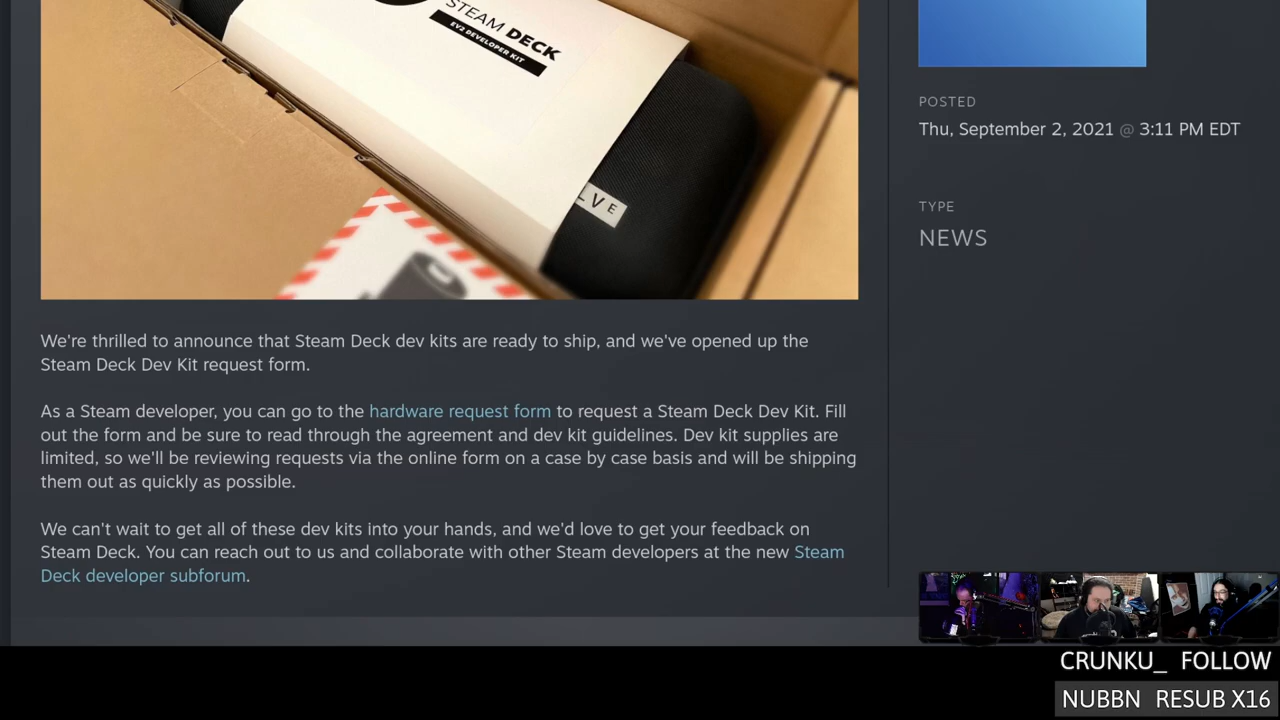 STEAM DECK
EV2 DEVELOPER KIT
LVE
POSTED
Thu, September 2, 2021 @ 3:11 PM EDT
TYPE
NEWS
We're thrilled to announce that Steam Deck dev kits are ready to ship, and we've opened up the
Steam Deck Dev Kit request form.
As a Steam developer, you can go to the hardware request form to request a Steam Deck Dev Kit. Fill
out the form and be sure to read through the agreement and dev kit guidelines. Dev kit supplies are
limited, so we'll be reviewing requests via the online form on a case by case basis and will be shipping
them out as quickly as possible.
We can't wait to get all of these dev kits into your hands, and we'd love to get your feedback on
Steam Deck. You can reach out to us and collaborate with other Steam developers at the new Steam
Deck developer subforum.
CRUNKU_ FOLLOW
NUBBN RESUB X16